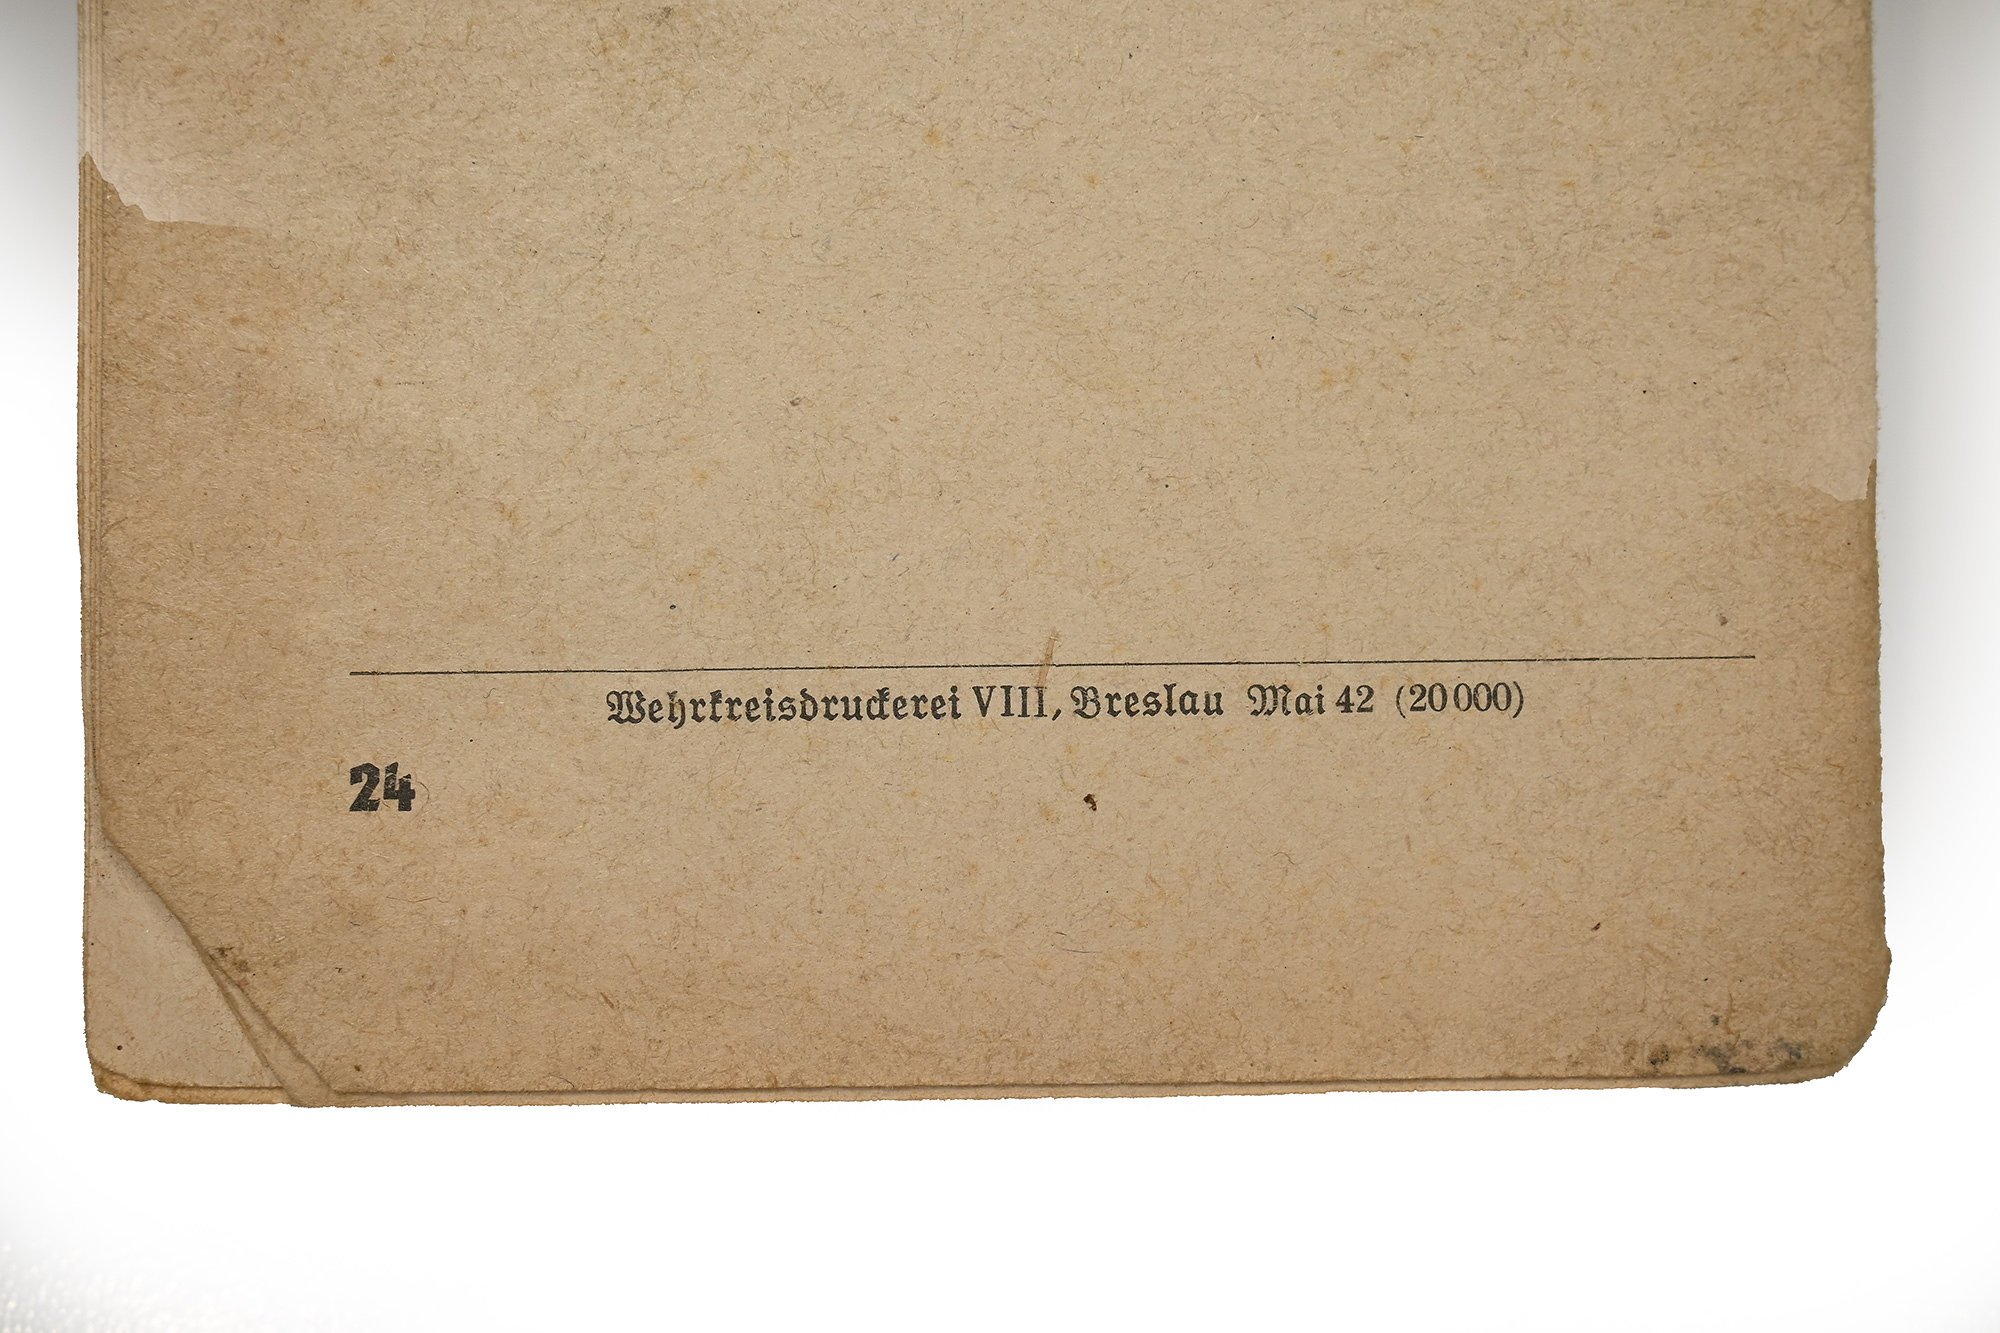 Wehrkreisdruckerei VIII, Breslau Mai 42 (20000)
24